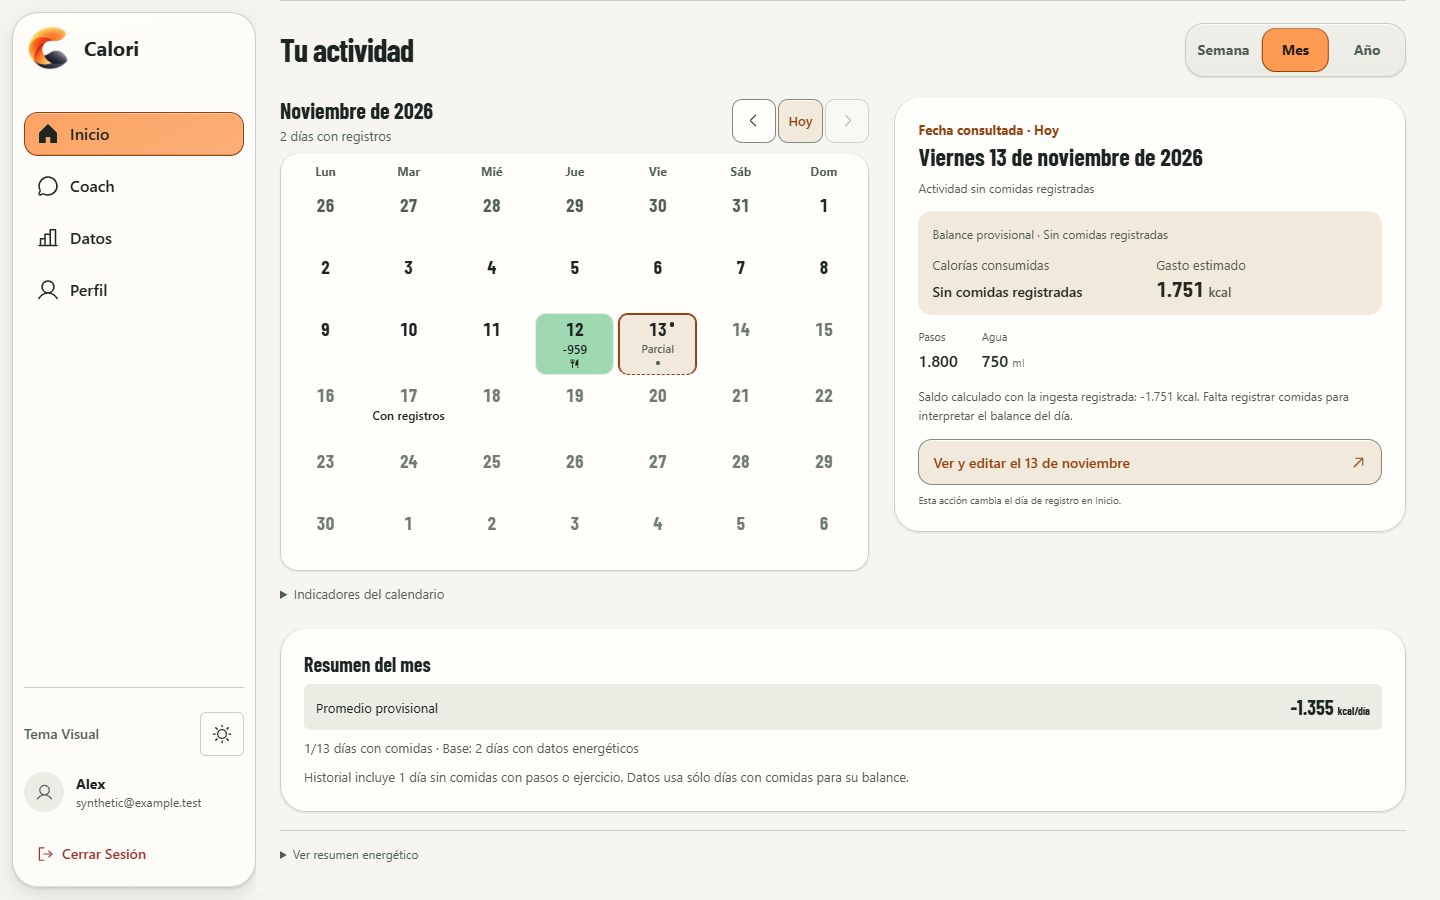 Calori
Inicio
Coach
Datos
Perfil
Tema Visual
Alex
synthetic@example.test
Cerrar Sesión
Tu actividad
Semana Mes Año
Noviembre de 2026
2 días con registros
Hoy
Lun Mar Mié Jue Vie Sáb Dom
26 27 28 29 30 31 1
2 3 4 5 6 7 8
9 10 11 12 13 14 15
-959 Parcial
16 17 18 19 20 21 22
Con registros
23 24 25 26 27 28 29
30 1 2 3 4 5 6
Indicadores del calendario
Fecha consultada · Hoy
Viernes 13 de noviembre de 2026
Actividad sin comidas registradas
Balance provisional · Sin comidas registradas
Calorías consumidas Gasto estimado
Sin comidas registradas 1.751 kcal
Pasos Agua
1.800 750 ml
Saldo calculado con la ingesta registrada: -1.751 kcal. Falta registrar comidas para
interpretar el balance del día.
Ver y editar el 13 de noviembre
Esta acción cambia el día de registro en Inicio.
Resumen del mes
Promedio provisional -1.355 kcal/día
1/13 días con comidas · Base: 2 días con datos energéticos
Historial incluye 1 día sin comidas con pasos o ejercicio. Datos usa sólo días con comidas para su balance.
Ver resumen energético